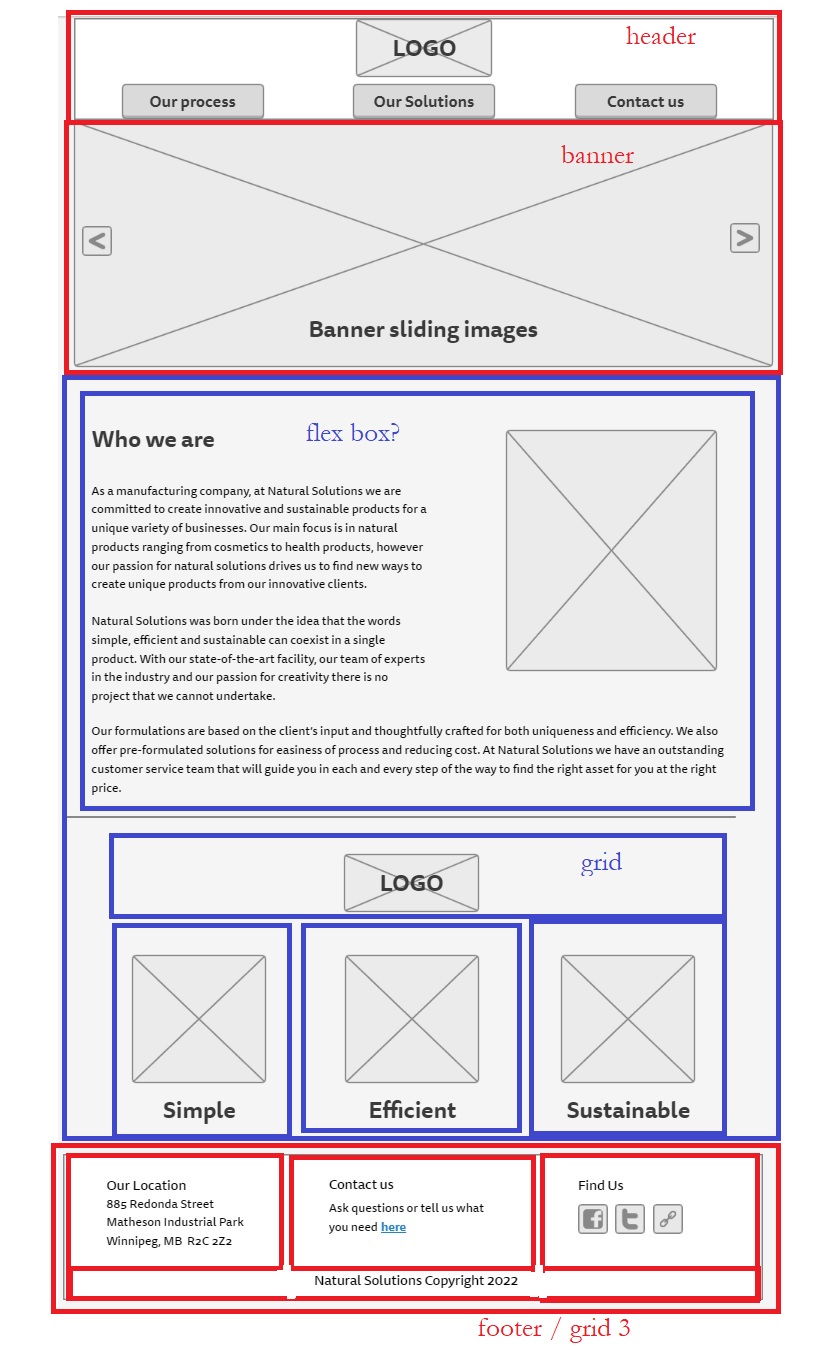 LOGO
header
Our process
Our Solutions
Contact us
banner
<
>
Banner sliding images
Who we are
flex box?
As a manufacturing company, at Natural Solutions we are
committed to create innovative and sustainable products for a
unique variety of businesses. Our main focus is in natural
products ranging from cosmetics to health products, however
our passion for natural solutions drives us to find new ways to
create unique products from our innovative clients.
Natural Solutions was born under the idea that the words
simple, efficient and sustainable can coexist in a single
product. With our state-of-the-art facility, our team of experts
in the industry and our passion for creativity there is no
project that we cannot undertake.
Our formulations are based on the client's input and thoughtfully crafted for both uniqueness and efficiency. We also
offer pre-formulated solutions for easiness of process and reducing cost. At Natural Solutions we have an outstanding
customer service team that will guide you in each and every step of the way to find the right asset for you at the right
price.
LOGO
grid
Simple
Efficient
Sustainable
Our Location
885 Redonda Street
Matheson Industrial Park
Winnipeg, MB R2C 2Z2
Contact us
Ask questions or tell us what
you need here
Find Us
Natural Solutions Copyright 2022
footer / grid 3